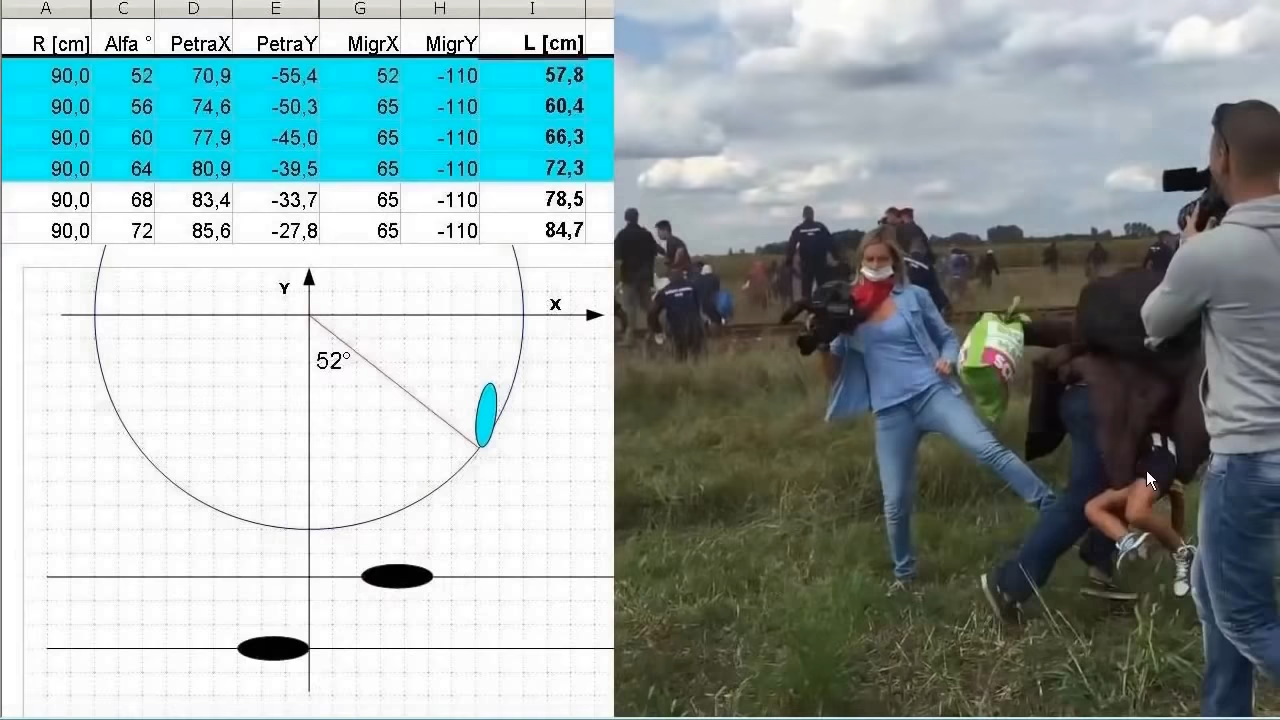 A C D E G H I
R [cm] Alfa ° PetraX PetraY MigrX MigrY L [cm]
90,0 52 70,9 -55,4 52 -110 57,8
90,0 56 74,6 -50,3 65 -110 60,4
90,0 60 77,9 -45,0 65 -110 66,3
90,0 64 80,9 -39,5 65 -110 72,3
90,0 68 83,4 -33,7 65 -110 78,5
90,0 72 85,6 -27,8 65 -110 84,7
Y
X
52°